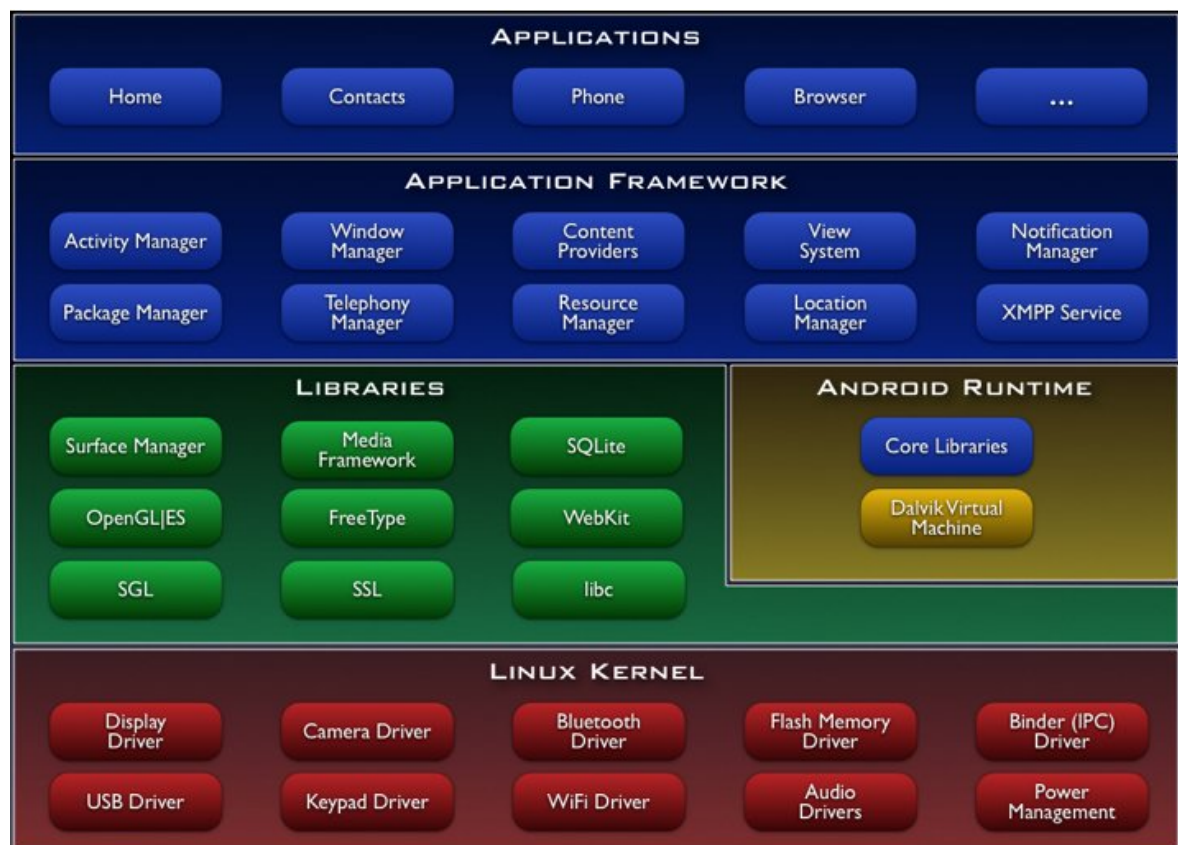 APPLICATIONS
Home
Contacts
Phone
Browser
...
APPLICATION FRAMEWORK
Activity Manager
Window
Manager
Content
Providers
View
System
Notification
Manager
Package Manager
Telephony
Manager
Resource
Manager
Location
Manager
XMPP Service
LIBRARIES
Surface Manager
Media
Framework
SQLite
OpenGL|ES
FreeType
WebKit
SGL
SSL
libc
ANDROID RUNTIME
Core Libraries
Dalvik Virtual
Machine
LINUX KERNEL
Display
Driver
Camera Driver
Bluetooth
Driver
Flash Memory
Driver
Binder (IPC)
Driver
USB Driver
Keypad Driver
WiFi Driver
Audio
Drivers
Power
Management